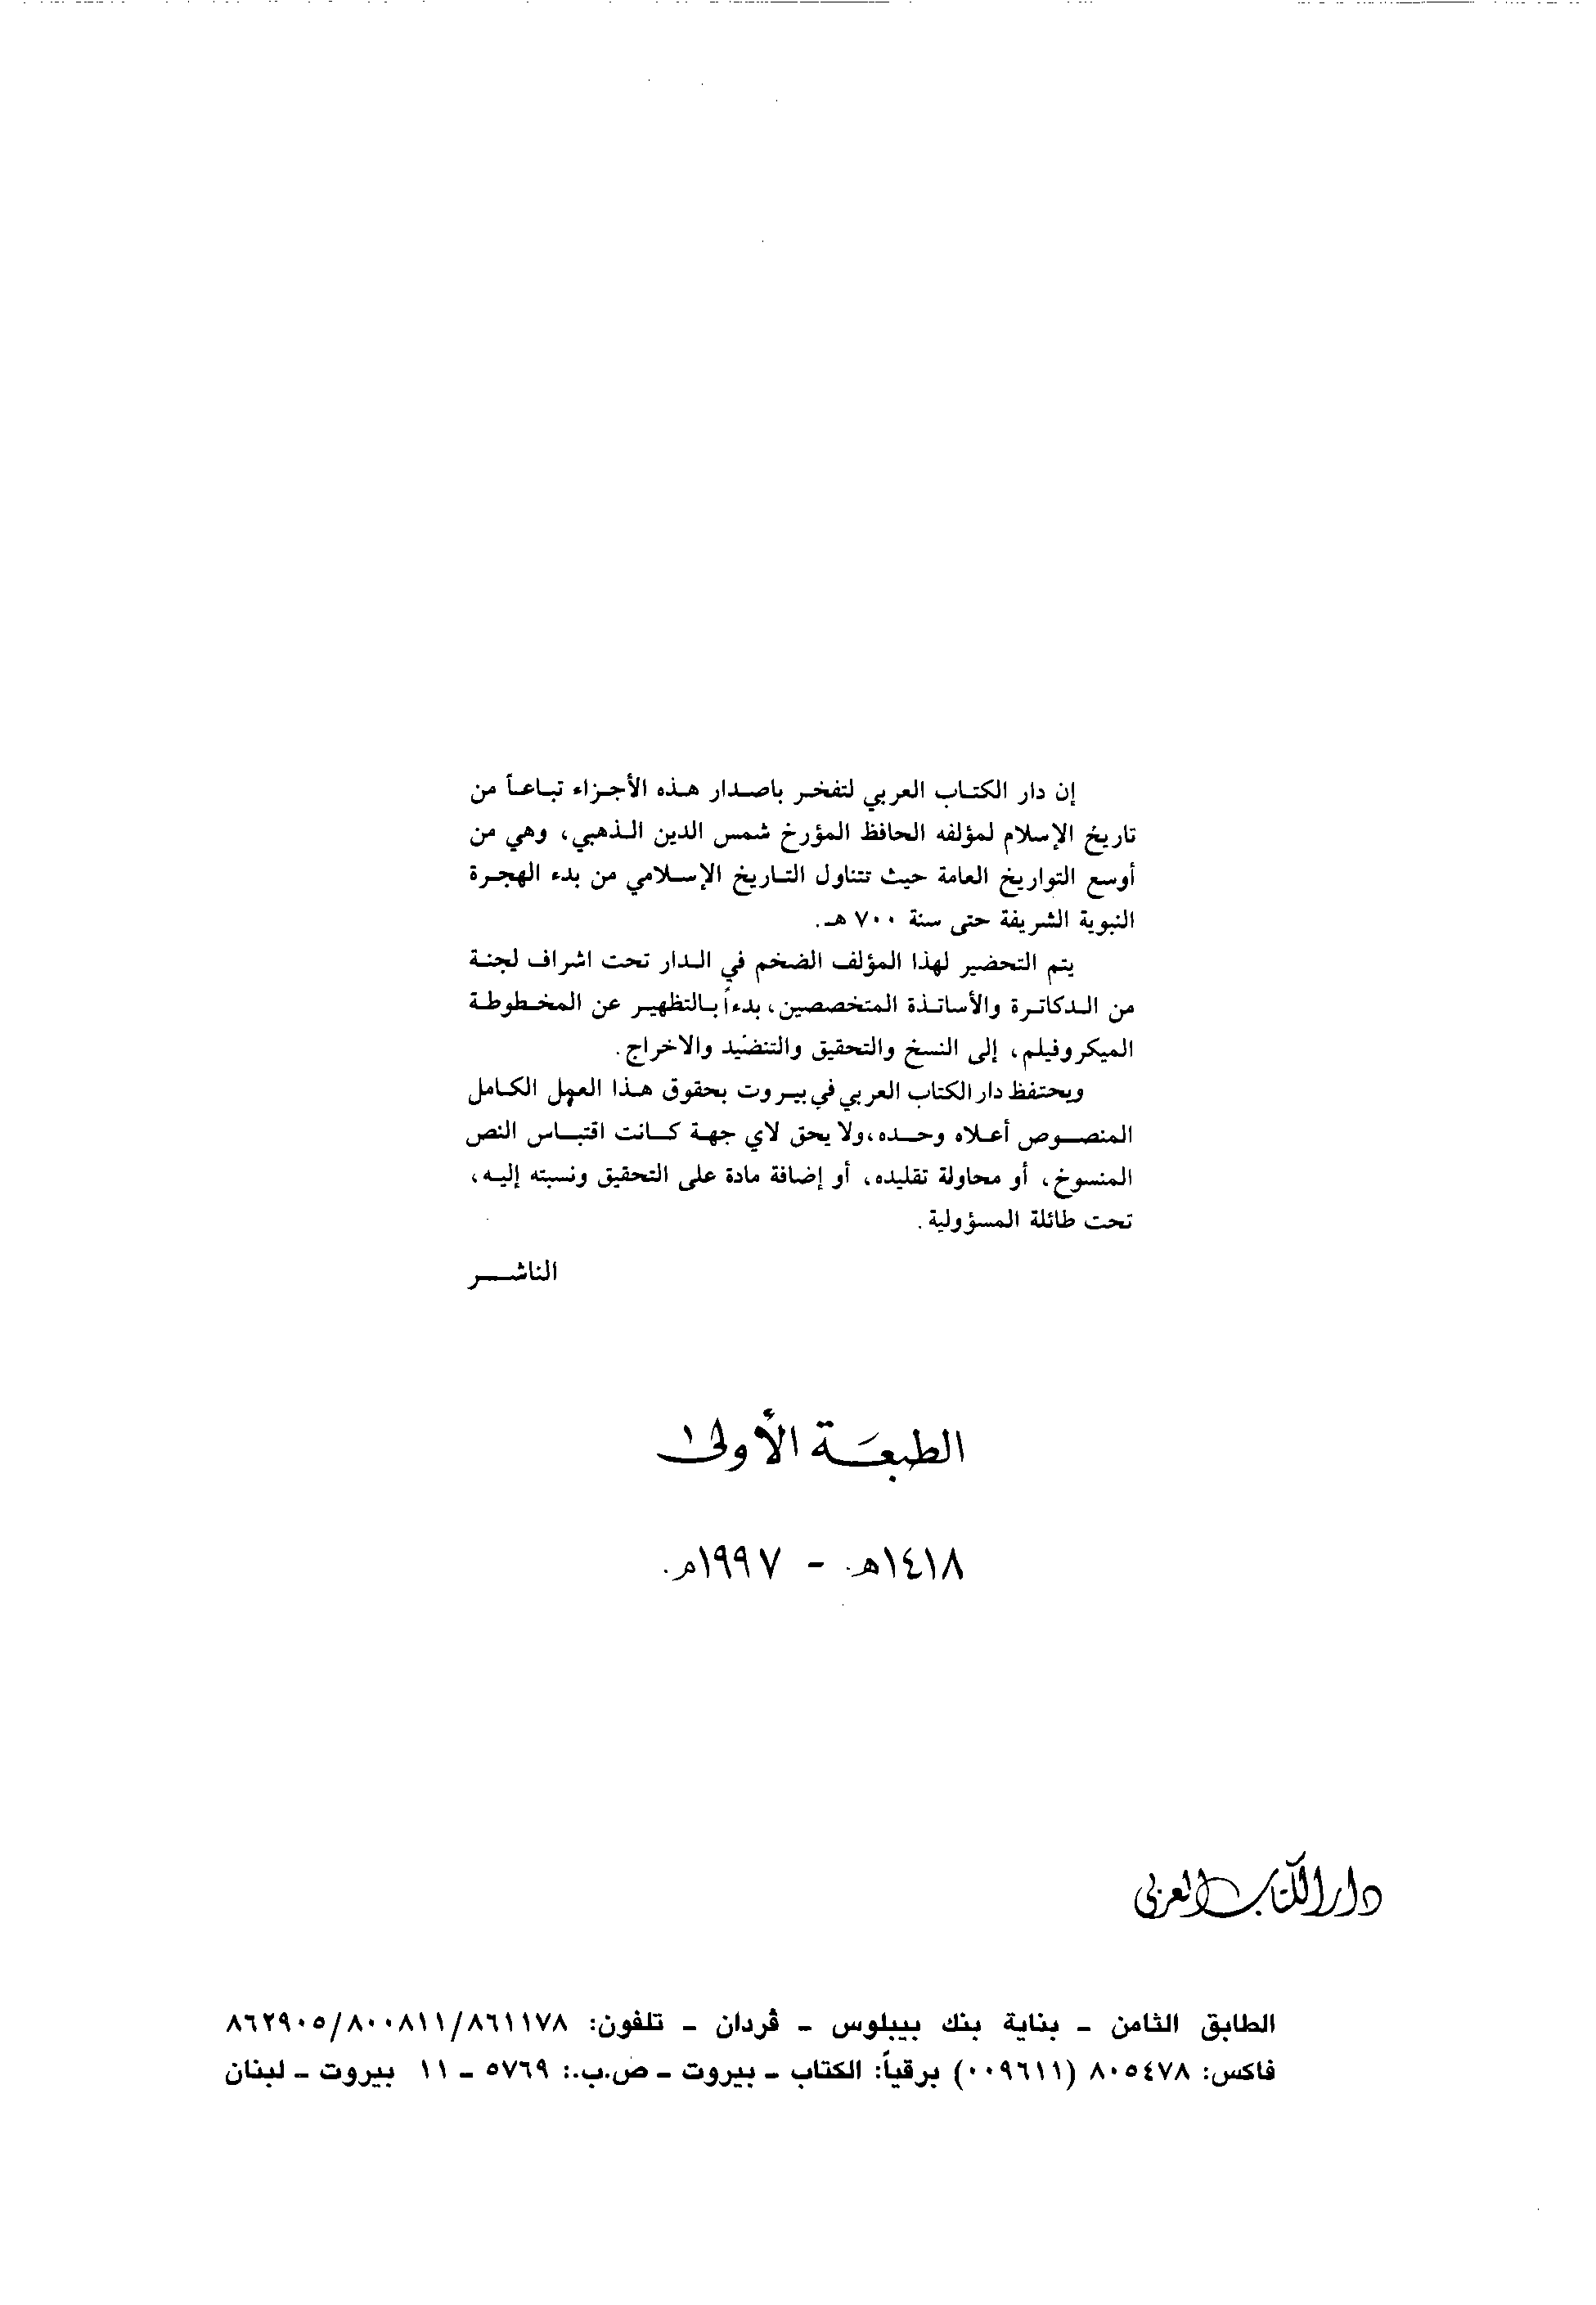 إن دار الكتاب العربي لتفخر باصدار هذه الأجزاء تباعاً من
تاريخ الإسلام لمؤلفه الحافظ المؤرخ شمس الدين الذهبي، وهي من
أوسع التواريخ العامة حيث تتناول التاريخ الإسلامي من بدء الهجرة
النبوية الشريفة حتى سنة ٧٠٠ هـ.
يتم التحضير لهذا المؤلف الضخم في الدار تحت اشراف لجنة
من الدكاترة والأساتذة المتخصصين، بدءاً بالتظهير عن المخطوطة
الميكروفيلم، إلى النسخ والتحقيق والتنضيد والاخراج.
ويحتفظ دار الكتاب العربي في بيروت بحقوق هذا العمل الكامل
المنصوص أعلاه وحده، ولا يحق لاي جهة كانت اقتباس النص
المنسوخ، أو محاولة تقليده، أو إضافة مادة على التحقيق ونسبته إليه،
تحت طائلة المسؤولية.
الناشر
الطبعَة الأولى
١٤١٨هـ. - ١٩٩٧م.
دار الكتاب العربي
الطابق الثامن - بناية بنك بيبلوس - ڤردان - تلفون: ٨٦٢٩٠٥/٨٠٠٨١١/٨٦١١٧٨
فاكس: ٨٠٥٤٧٨ (٠٠٩٦١١) برقياً: الكتاب - بيروت - ص.ب.: ٥٧٦٩ - ١١ بيروت - لبنان